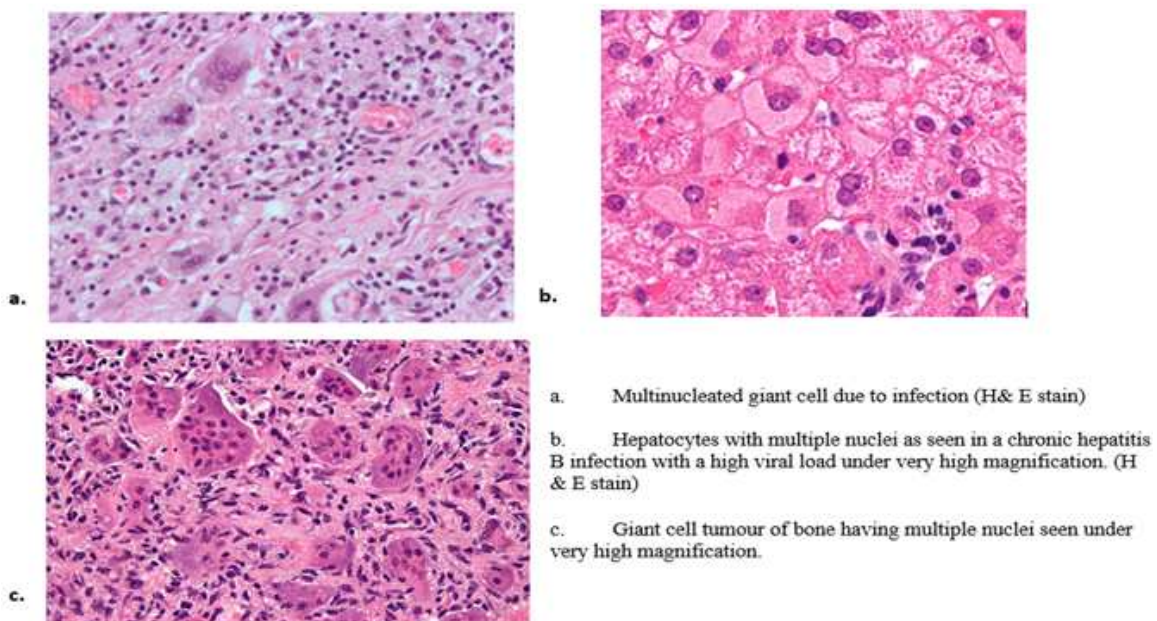 a.
b.
c.
a. Multinucleated giant cell due to infection (H& E stain)
b. Hepatocytes with multiple nuclei as seen in a chronic hepatitis
B infection with a high viral load under very high magnification. (H
& E stain)
c. Giant cell tumour of bone having multiple nuclei seen under
very high magnification.